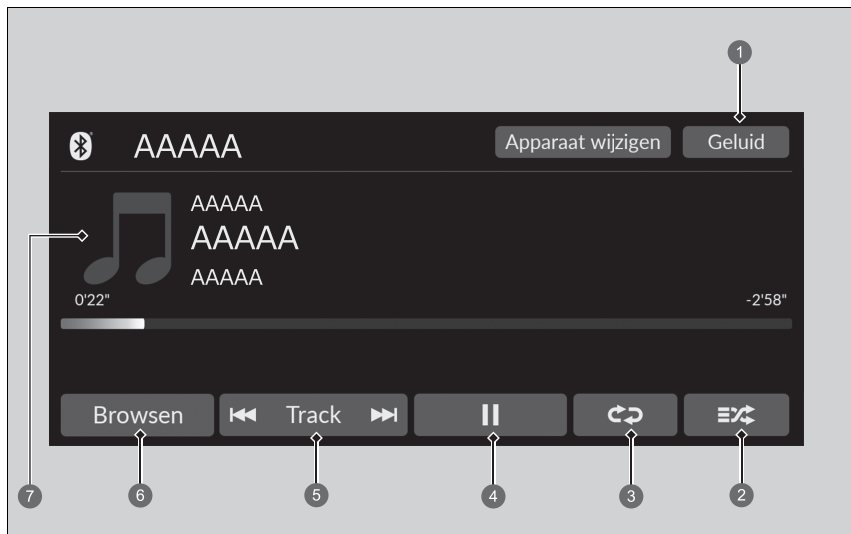 1
AAAAA
Apparaat wijzigen
Geluid
AAAAA
AAAAA
AAAAA
0'22"
-2'58"
Browsen
Track
7
6
5
4
3
2